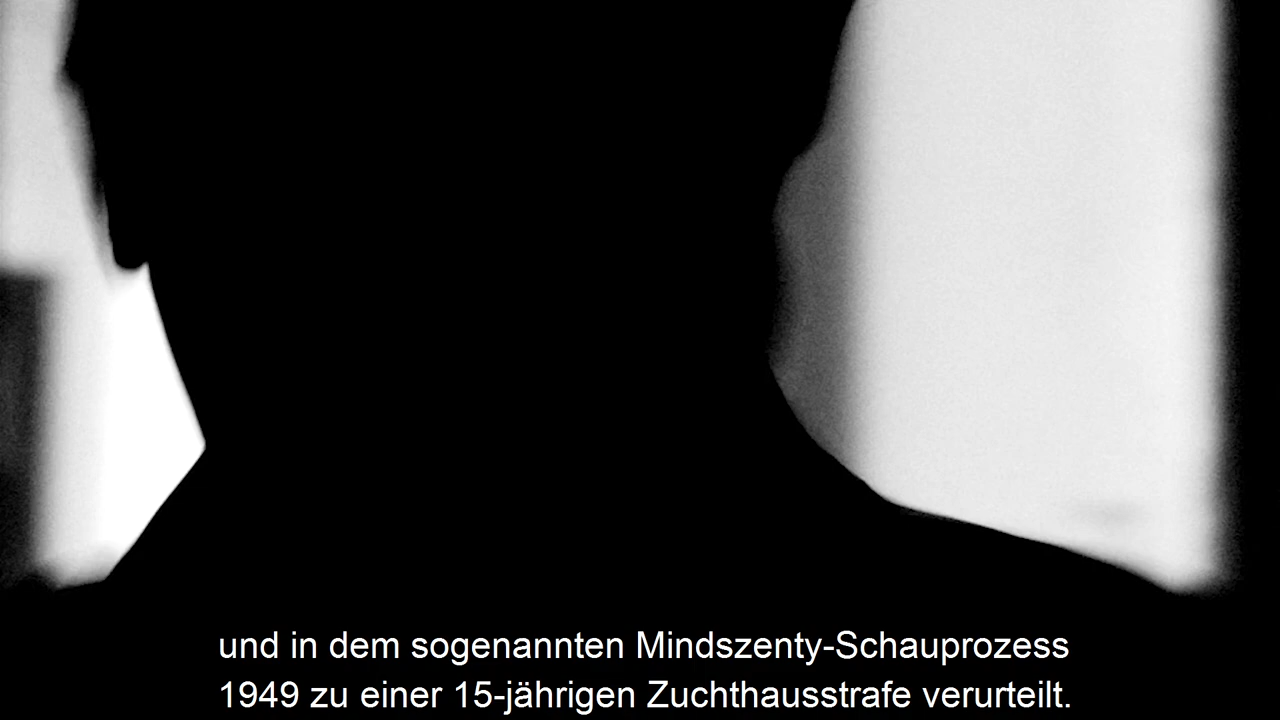 und in dem sogenannten Mindszenty-Schauprozess
1949 zu einer 15-jährigen Zuchthausstrafe verurteilt.